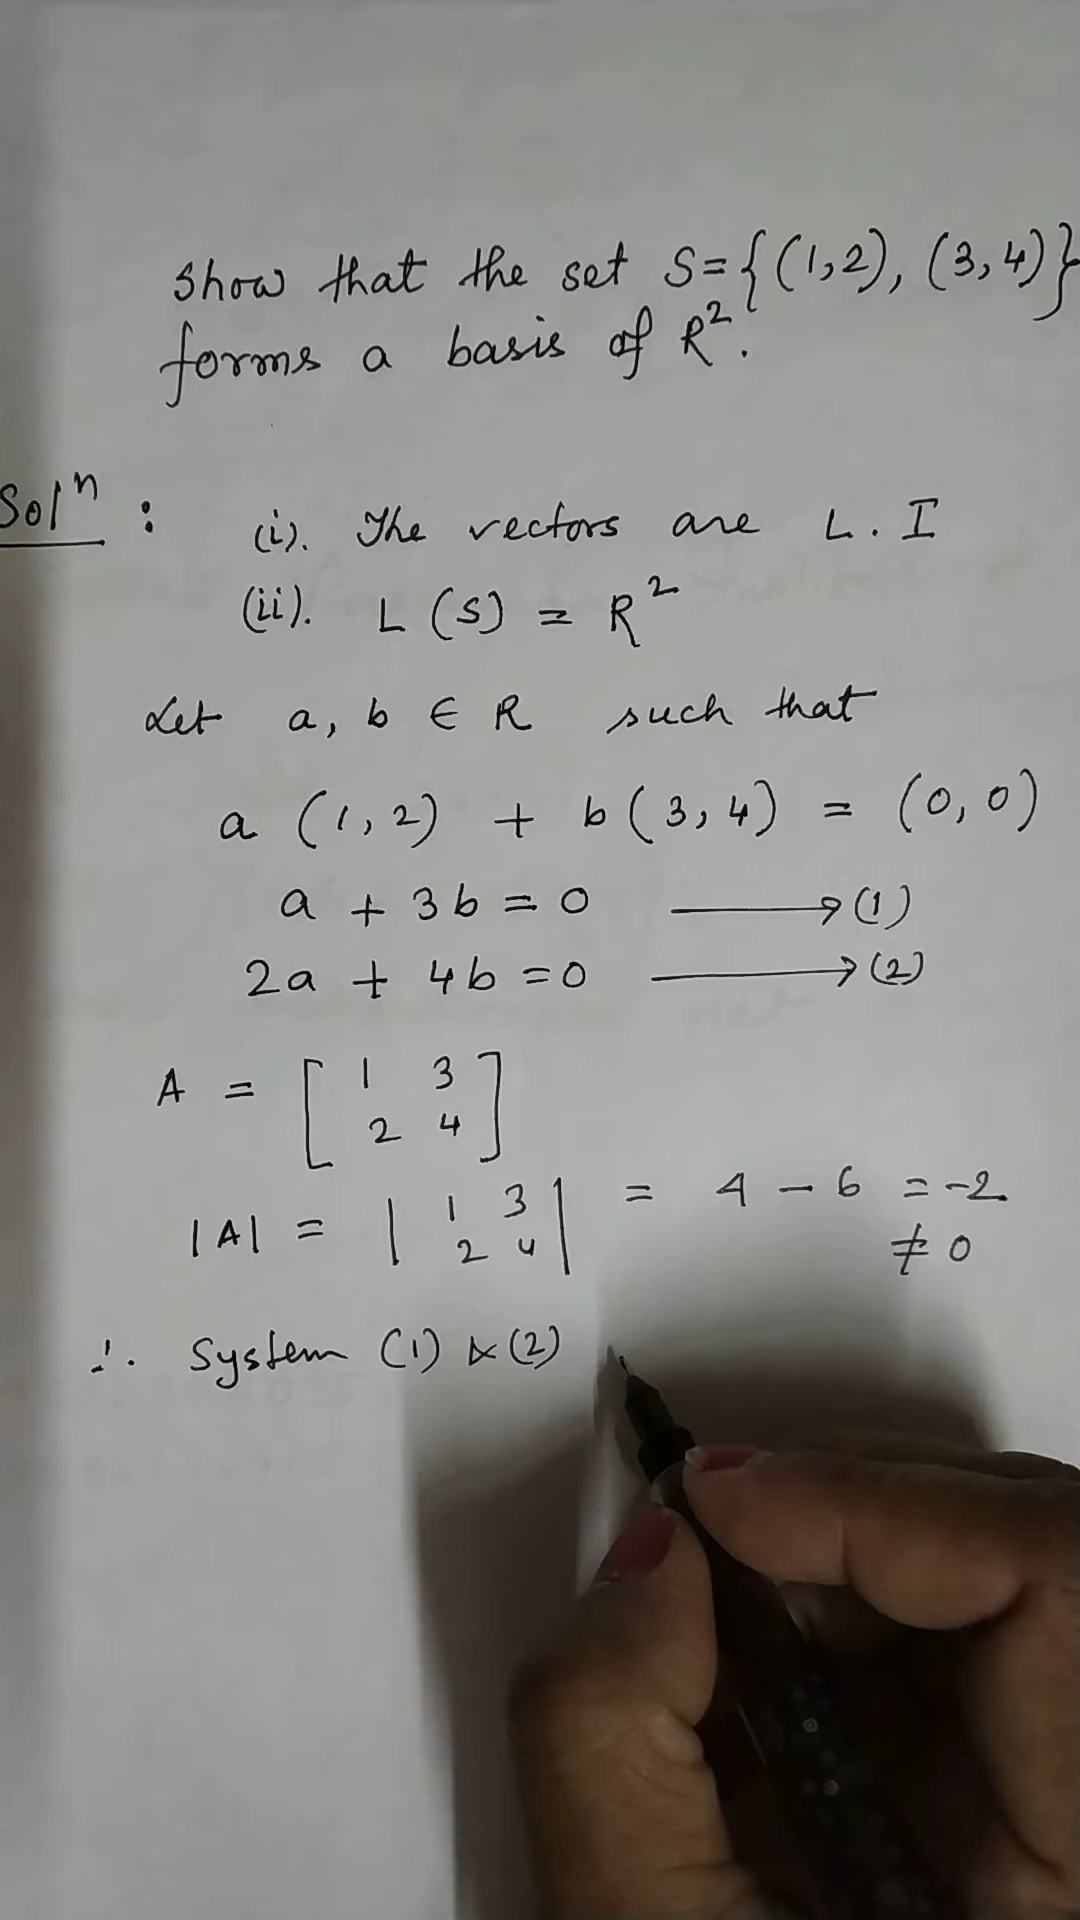 Show that the set S={(1,2), (3,4)}
forms a basis of R².
Solⁿ :
(i). The vectors are L.I
(ii). L(S) = R²
Let a, b ∈ R such that
a (1,2) + b(3,4) = (0,0)
a + 3b = 0 ⟶ (1)
2a + 4b = 0 ⟶ (2)
A = [1 3
2 4]
|A| = |1 3 = 4 - 6 = -2
2 4| ≠ 0
∴ System (1) & (2)